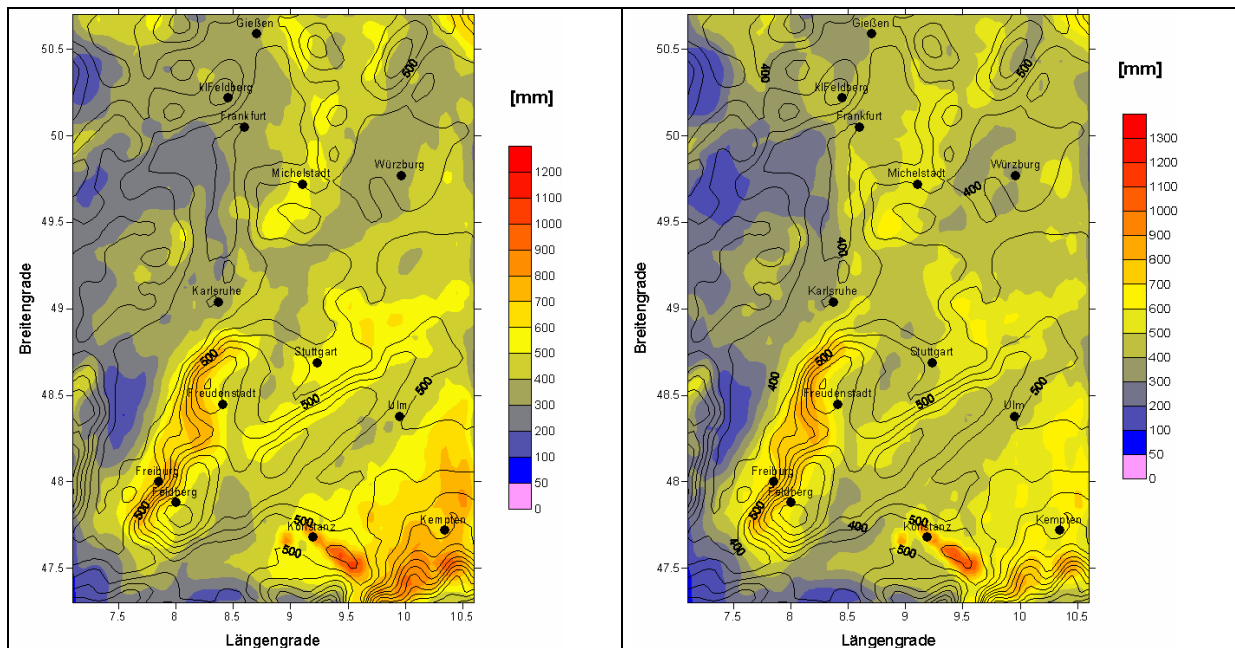 Gießen
500
klFeldberg
Frankfurt
Würzburg
Michelstadt
Karlsruhe
500
Stuttgart
Freudenstadt
500
500
Ulm
Freiburg
Feldberg
500
500
Konstanz
500
Kempten
50.5
50
49.5
49
48.5
48
47.5
Breitengrade
7.5 8 8.5 9 9.5 10 10.5
Längengrade
[mm]
1200
1100
1000
900
800
700
600
500
400
300
200
100
50
0
Gießen
400
500
klFeldberg
Frankfurt
Würzburg
Michelstadt
400
400
Karlsruhe
500
Stuttgart
400
Freudenstadt
500
500
Ulm
Freiburg
Feldberg
500
400
500
Konstanz
500
400
Kempten
50.5
50
49.5
49
48.5
48
47.5
Breitengrade
7.5 8 8.5 9 9.5 10 10.5
Längengrade
[mm]
1300
1200
1100
1000
900
800
700
600
500
400
300
200
100
50
0